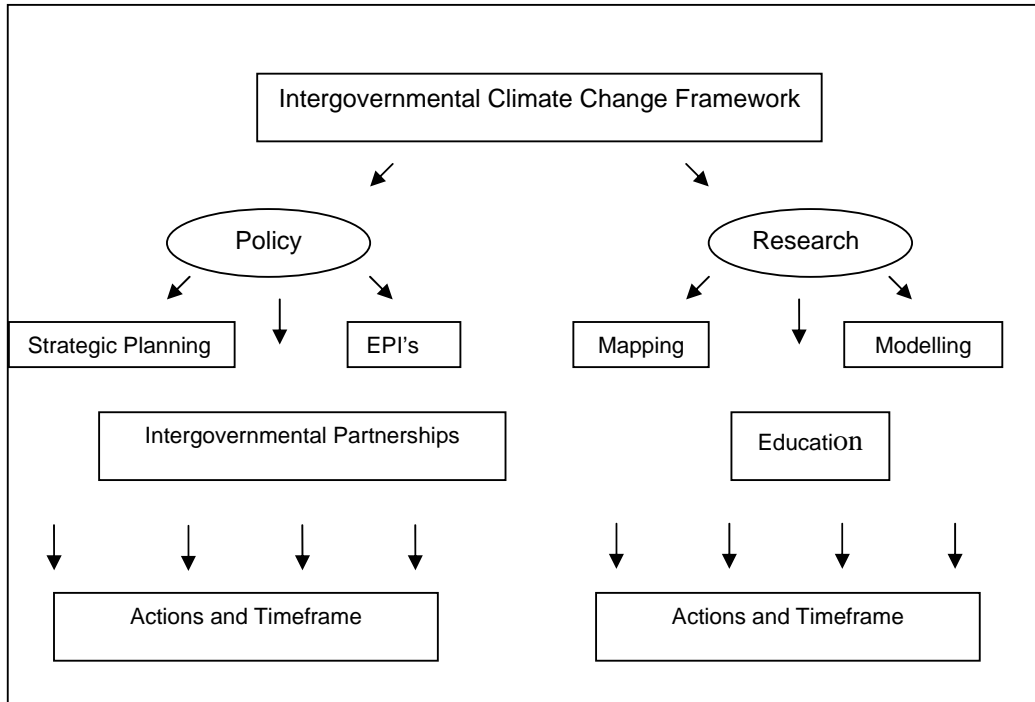 Intergovernmental Climate Change Framework
Policy
Research
Strategic Planning
EPI’s
Mapping
Modelling
Intergovernmental Partnerships
Education
Actions and Timeframe
Actions and Timeframe